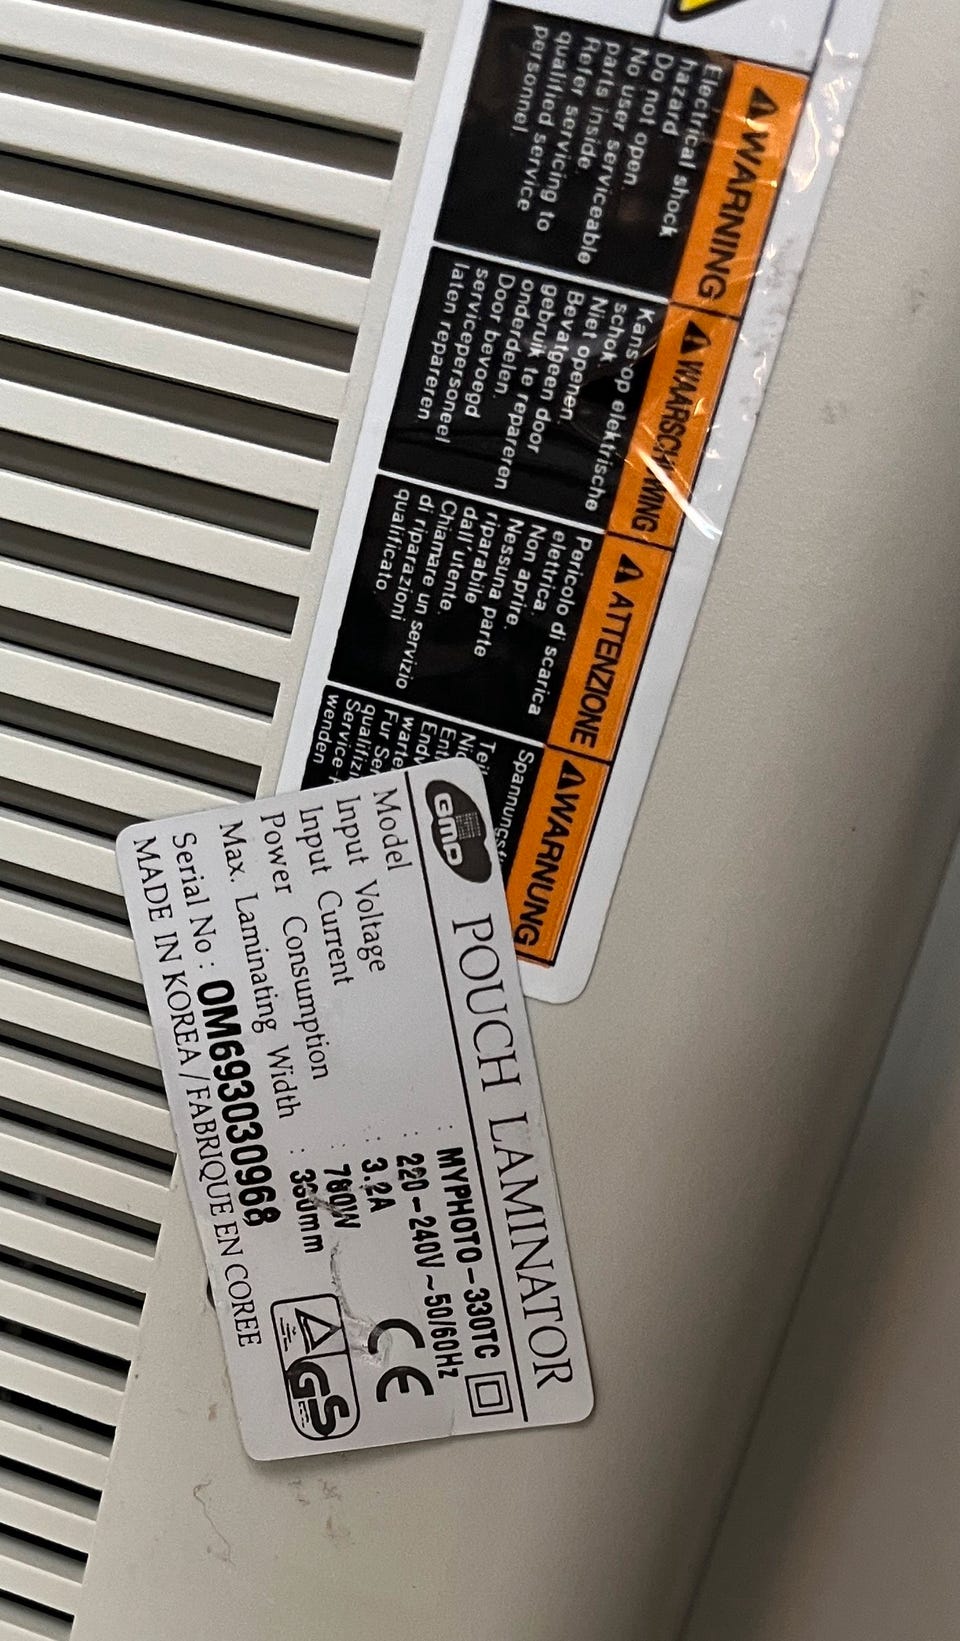 WARNING
Electrical shock
hazard
Do not open.
No user serviceable
parts inside.
Refer servicing to
qualified service
personnel.
WAARSCHUWING
Kans op elektrische
schok.
Niet openen.
Bevat geen door
gebruik te repareren
onderdelen.
Door bevoegd
servicepersoneel
laten repareren.
ATTENZIONE
Pericolo di scarica
elettrica.
Non aprire.
Nessuna parte
riparabile
dall'utente.
Chiamare un servizio
di riparazioni
qualificato
WARNUNG
wenden
GMP
POUCH LAMINATOR
Model : MYPHOTO-330TC
Input Voltage : 220-240V~50/60Hz
Input Current : 3.2A
Power Consumption : 780W
Max. Laminating Width : 330mm
Serial No : 0M693030968
MADE IN KOREA / FABRIQUE EN COREE
CE
GS